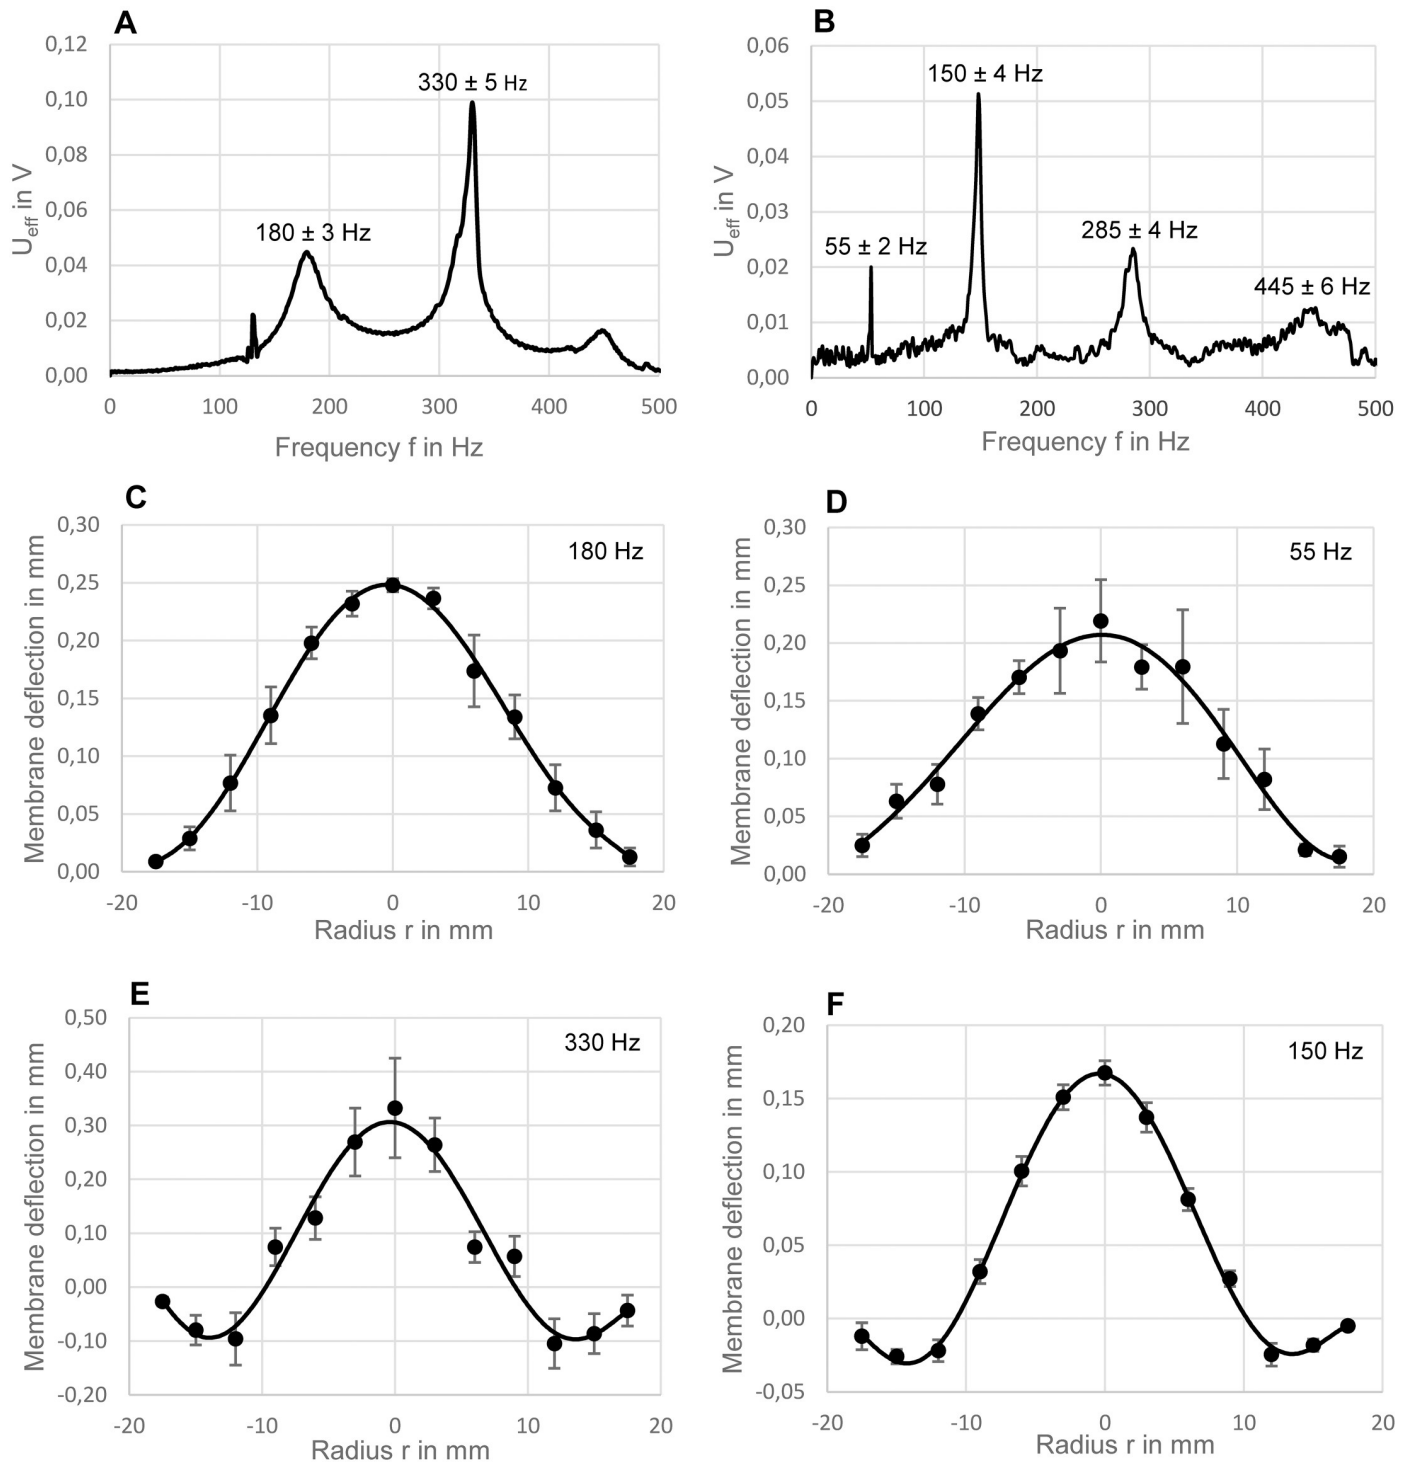 A
0,12
0,10
0,08
0,06
0,04
0,02
0,00
U_eff in V
330 ± 5 Hz
180 ± 3 Hz
0 100 200 300 400 500
Frequency f in Hz
B
0,06
0,05
0,04
0,03
0,02
0,01
0,00
U_eff in V
150 ± 4 Hz
55 ± 2 Hz
285 ± 4 Hz
445 ± 6 Hz
0 100 200 300 400 500
Frequency f in Hz
C
0,30
0,25
0,20
0,15
0,10
0,05
0,00
Membrane deflection in mm
180 Hz
-20 -10 0 10 20
Radius r in mm
D
0,30
0,25
0,20
0,15
0,10
0,05
0,00
Membrane deflection in mm
55 Hz
-20 -10 0 10 20
Radius r in mm
E
0,50
0,40
0,30
0,20
0,10
0,00
-0,10
-0,20
Membrane deflection in mm
330 Hz
-20 -10 0 10 20
Radius r in mm
F
0,20
0,15
0,10
0,05
0,00
-0,05
Membrane deflection in mm
150 Hz
-20 -10 0 10 20
Radius r in mm